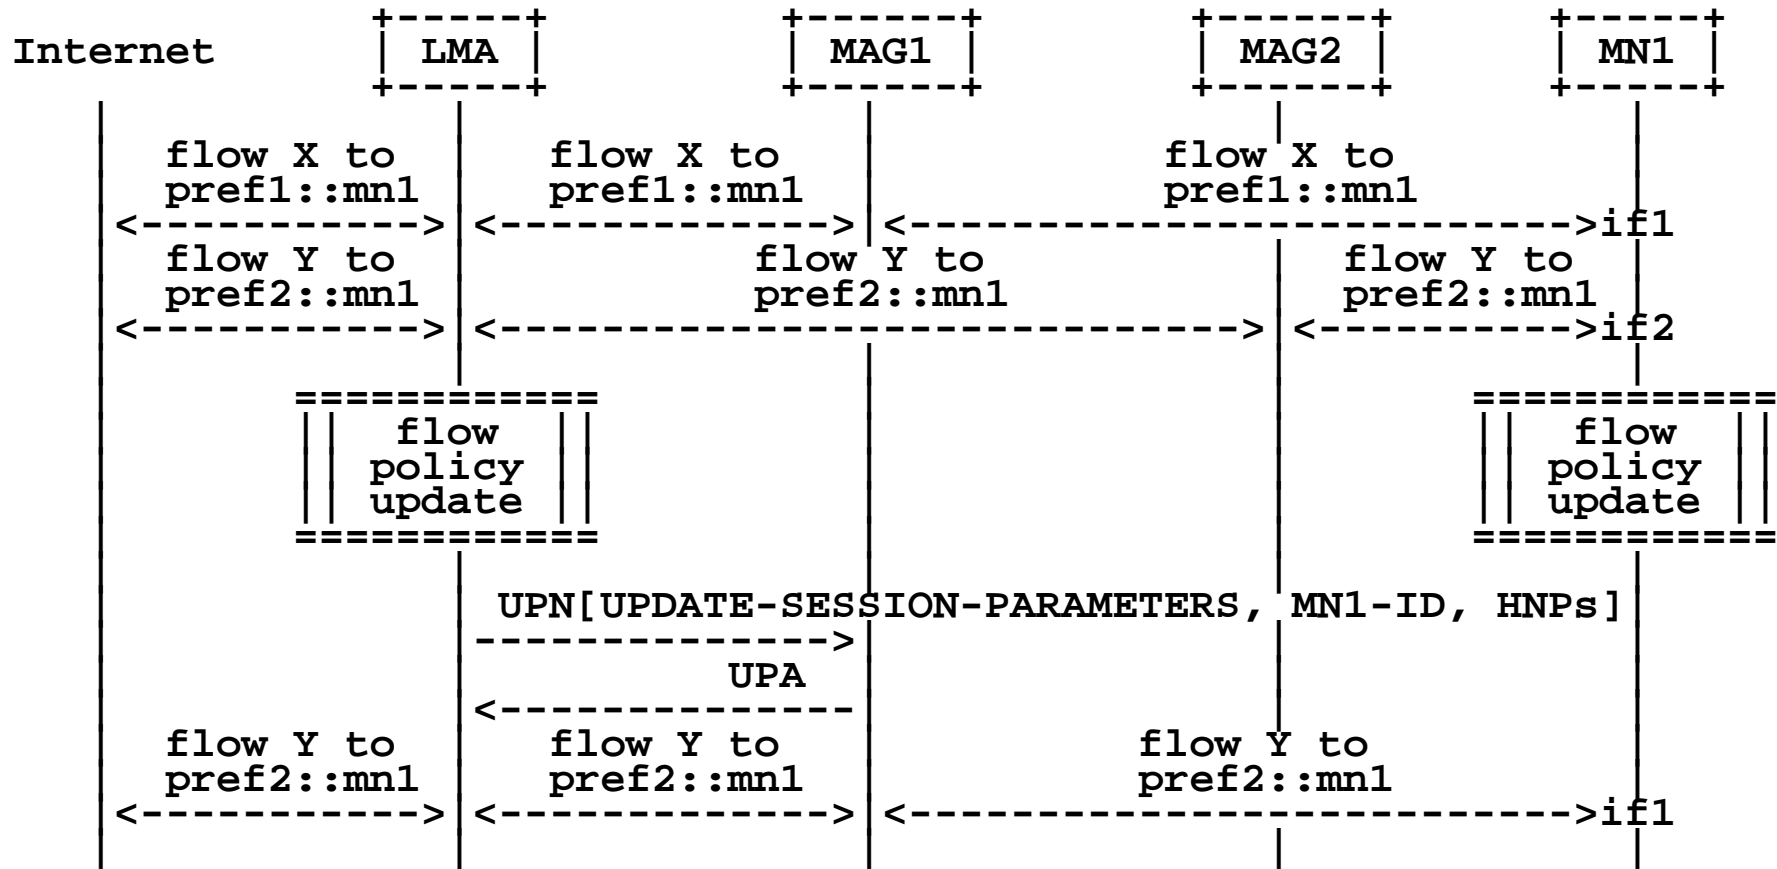 Internet LMA MAG1 MAG2 MN1
flow X to flow X to flow X to
pref1::mn1 pref1::mn1 pref1::mn1
if1
flow Y to flow Y to flow Y to
pref2::mn1 pref2::mn1 pref2::mn1
if2
flow flow
policy policy
update update
UPN[UPDATE-SESSION-PARAMETERS, MN1-ID, HNPs]
UPA
flow Y to flow Y to flow Y to
pref2::mn1 pref2::mn1 pref2::mn1
if1